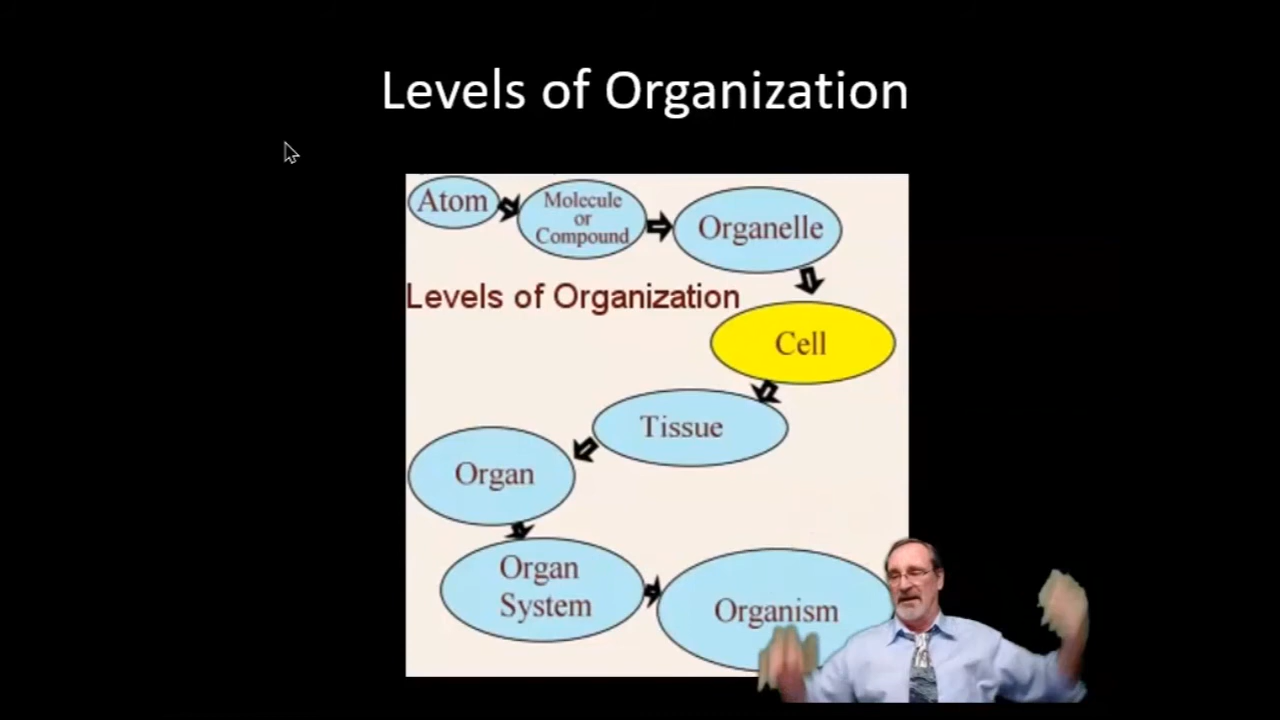 Levels of Organization
Atom
Molecule
or
Compound
Organelle
Levels of Organization
Cell
Tissue
Organ
Organ
System
Organism